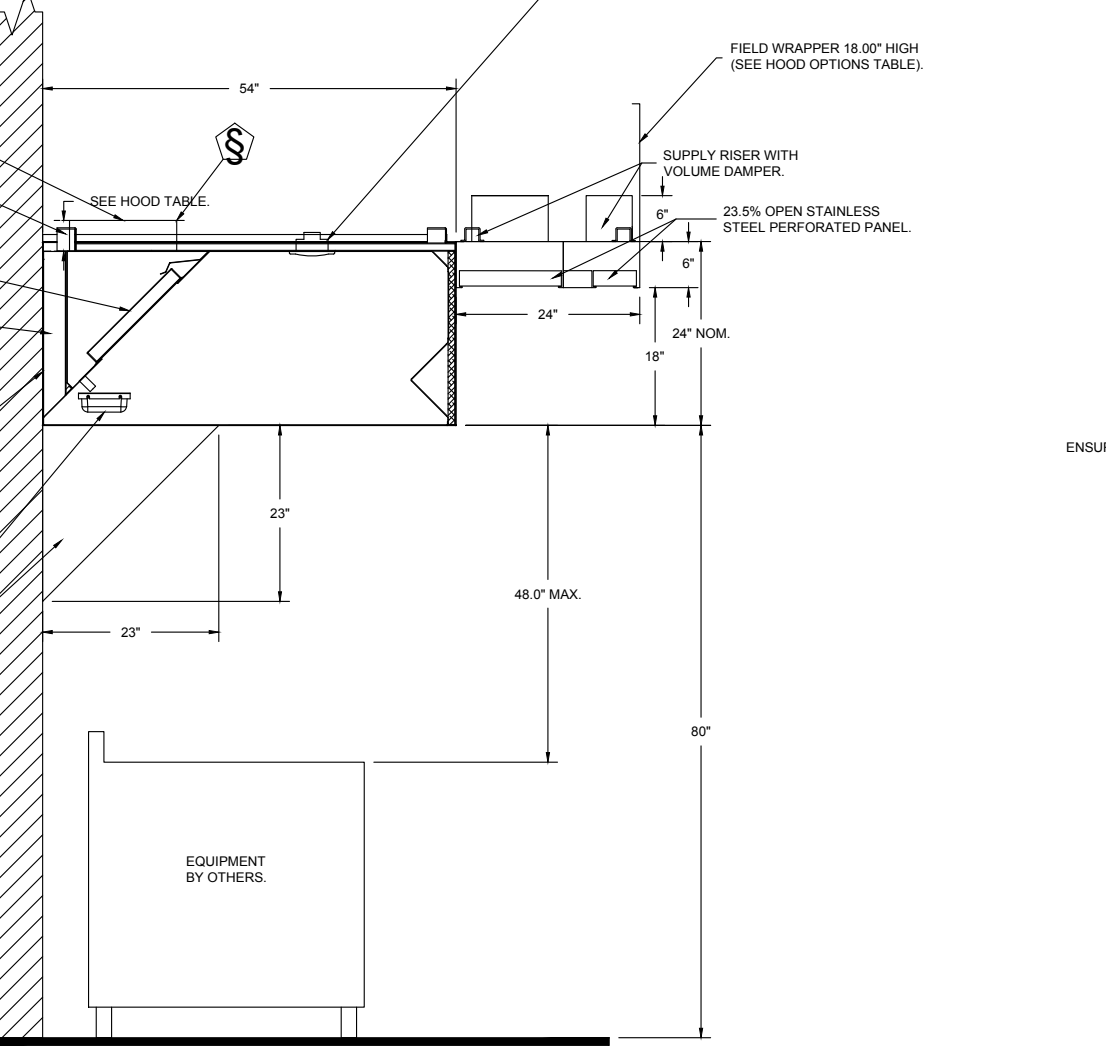 FIELD WRAPPER 18.00" HIGH
(SEE HOOD OPTIONS TABLE).
54"
§
SUPPLY RISER WITH
VOLUME DAMPER.
SEE HOOD TABLE.
6"
23.5% OPEN STAINLESS
STEEL PERFORATED PANEL.
6"
24"
24" NOM.
18"
ENSU
23"
48.0" MAX.
23"
80"
EQUIPMENT
BY OTHERS.